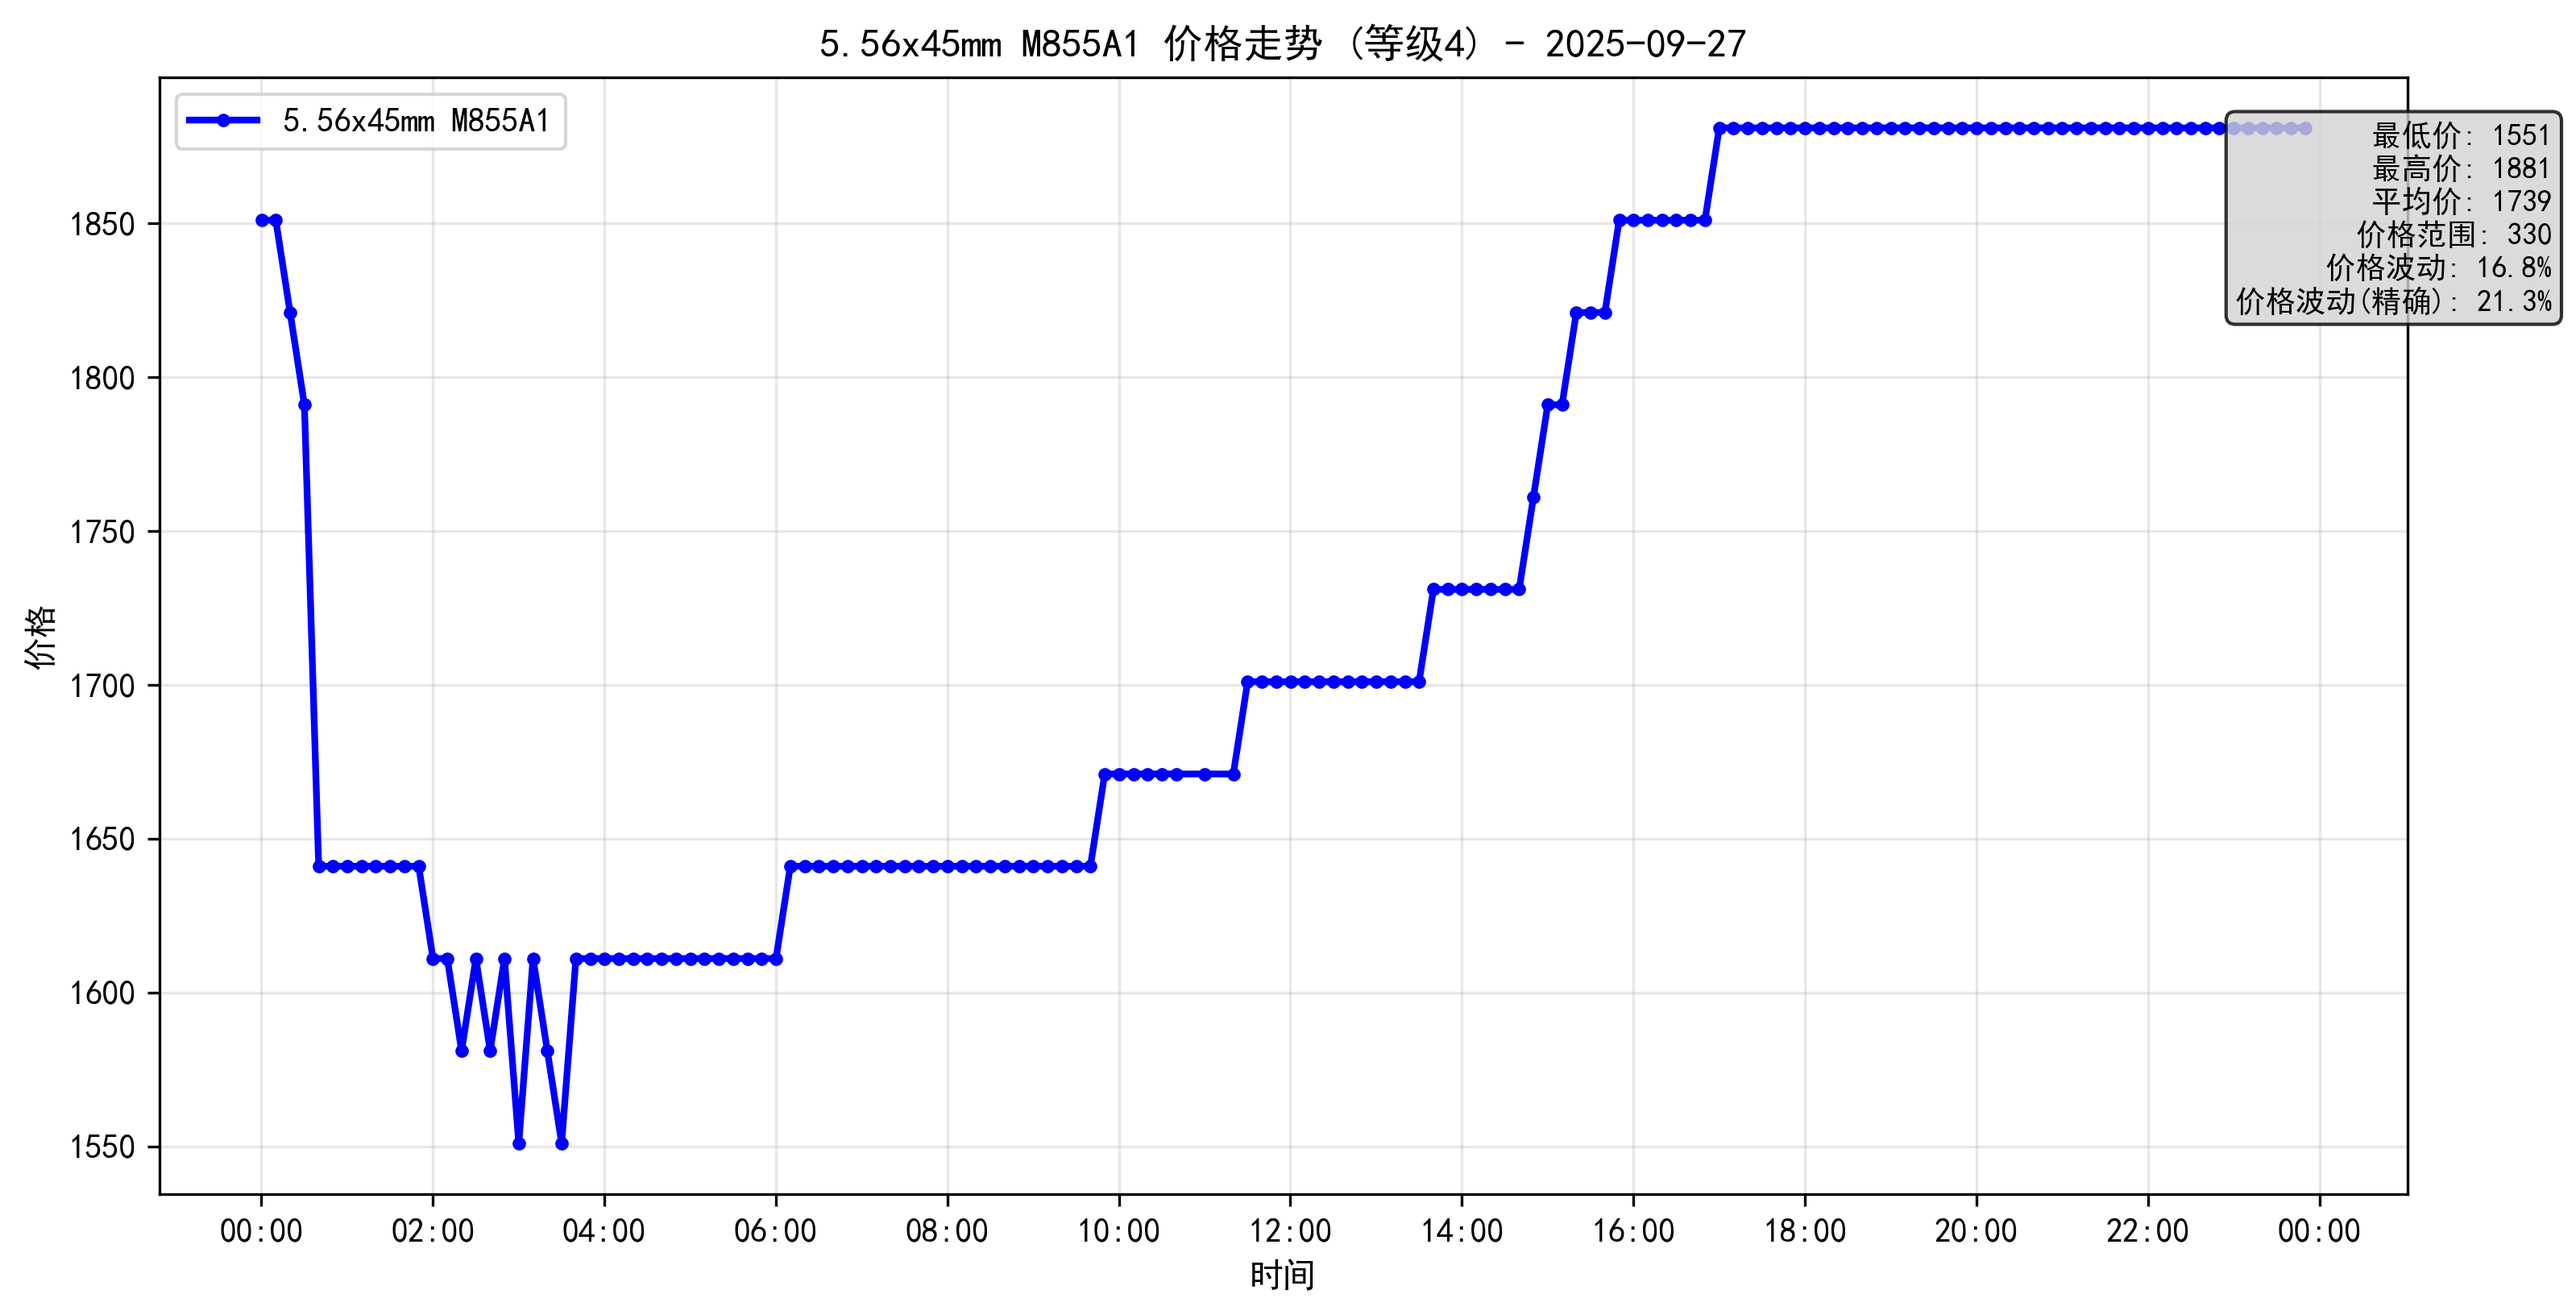 5.56x45mm M855A1 价格走势 (等级4) - 2025-09-27
5.56x45mm M855A1
最低价: 1551
最高价: 1881
平均价: 1739
价格范围: 330
价格波动: 16.8%
价格波动(精确): 21.3%
价格
1850
1800
1750
1700
1650
1600
1550
00:00 02:00 04:00 06:00 08:00 10:00 12:00 14:00 16:00 18:00 20:00 22:00 00:00
时间